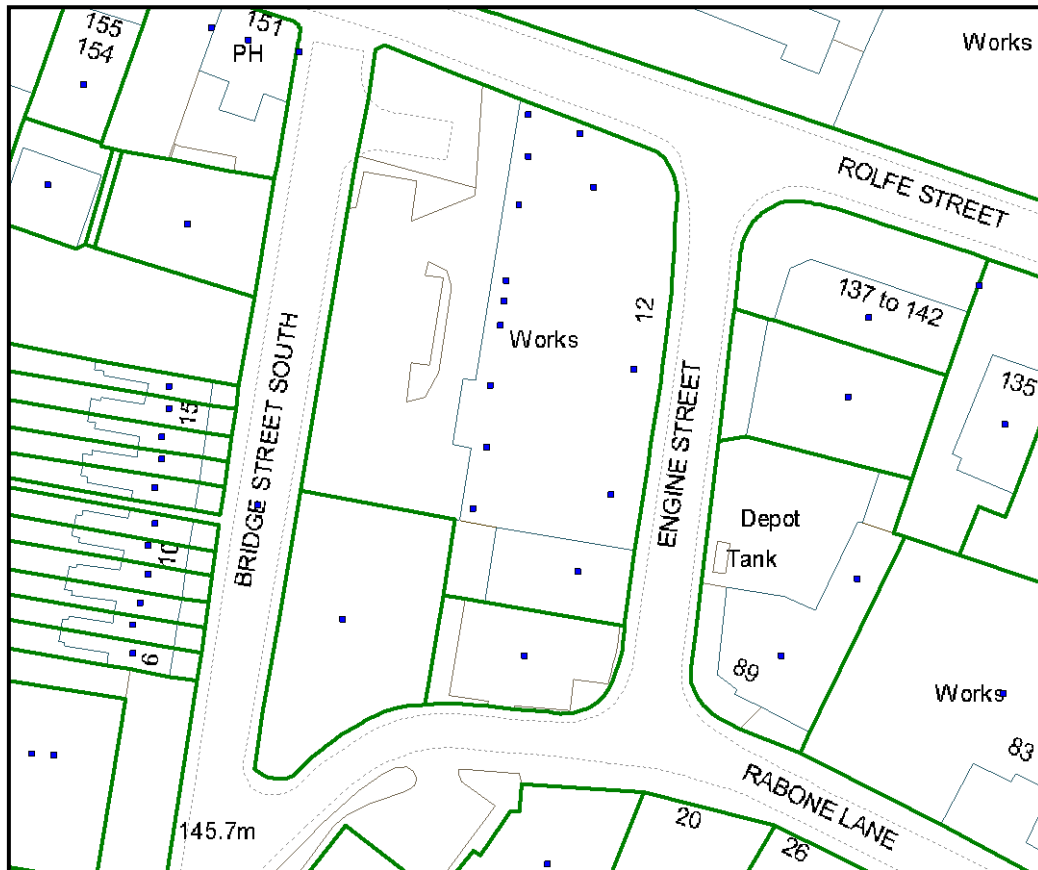 155
154
151
PH
Works
ROLFE STREET
137 to 142
12
Works
135
15
BRIDGE STREET SOUTH
ENGINE STREET
Depot
Tank
10
6
89
Works
83
RABONE LANE
145.7m
20
26